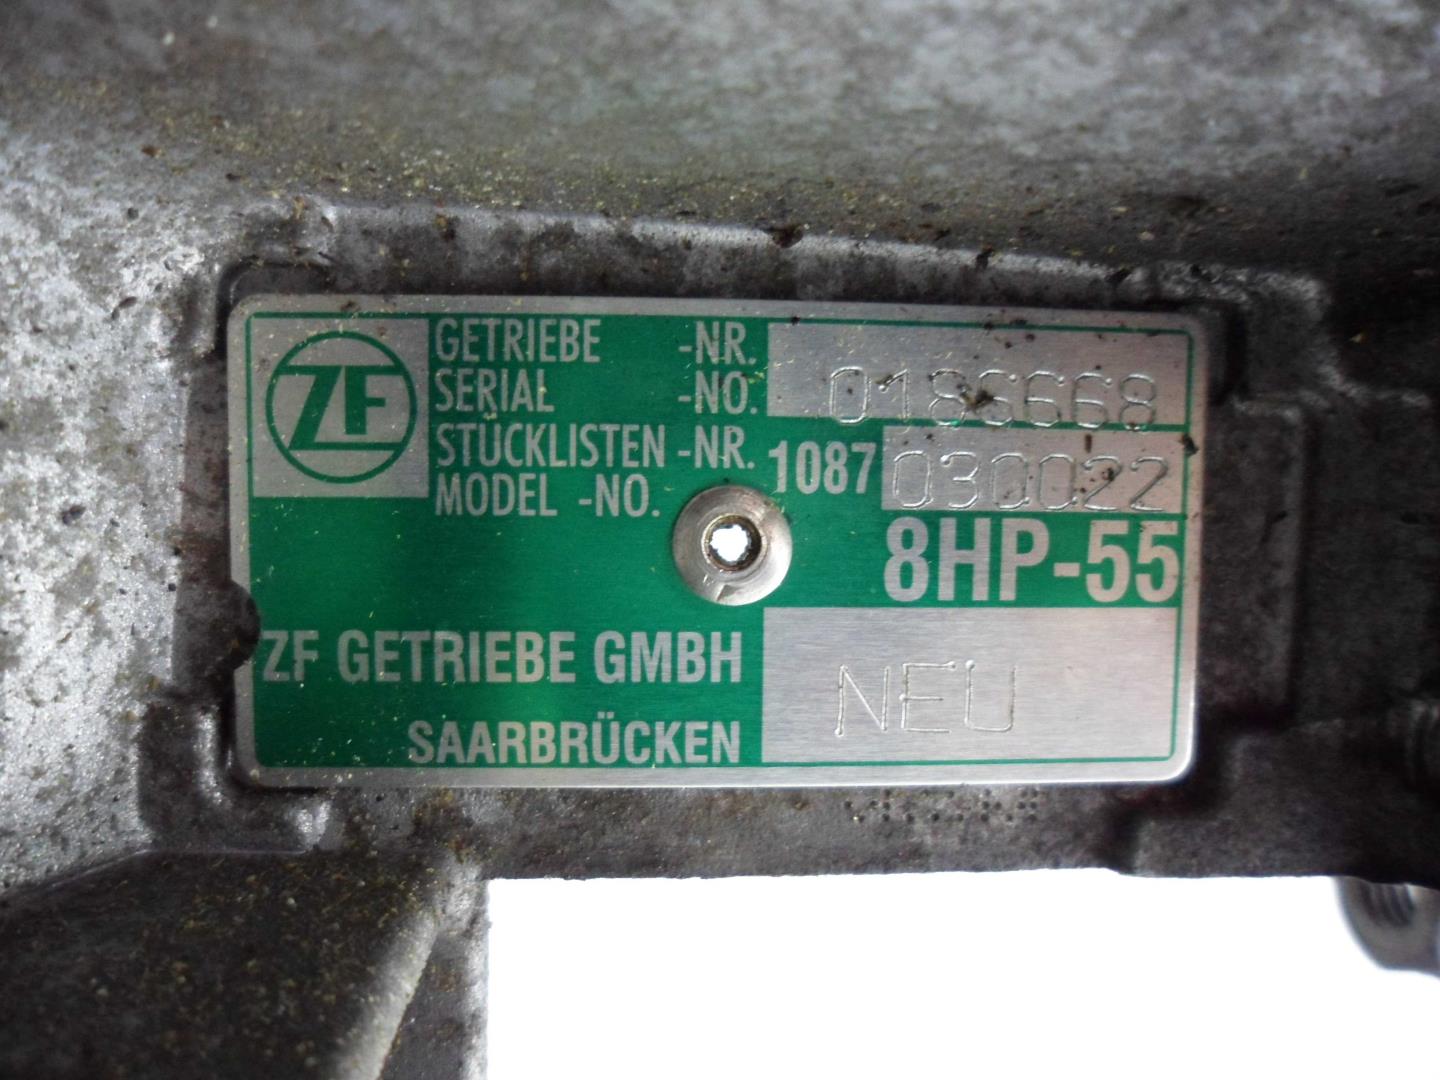 ZF
GETRIEBE -NR.
SERIAL -NO. 0186668
STÜCKLISTEN -NR.
MODEL -NO. 1087 030022
8HP-55
ZF GETRIEBE GMBH
SAARBRÜCKEN
NEU